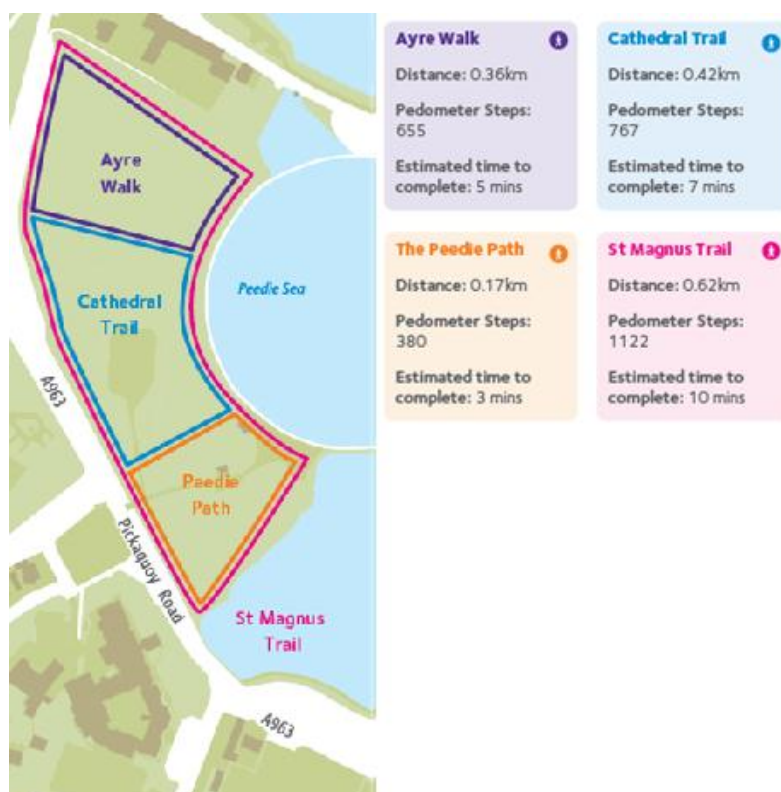 Ayre
Walk
Cathedral
Trail
Peedie Sea
A963
Peedie
Path
Pickaquoy Road
St Magnus
Trail
A963
Ayre Walk
Distance: 0.36km
Pedometer Steps:
655
Estimated time to
complete: 5 mins
Cathedral Trail
Distance: 0.42km
Pedometer Steps:
767
Estimated time to
complete: 7 mins
The Peedie Path
Distance: 0.17km
Pedometer Steps:
380
Estimated time to
complete: 3 mins
St Magnus Trail
Distance: 0.62km
Pedometer Steps:
1122
Estimated time to
complete: 10 mins